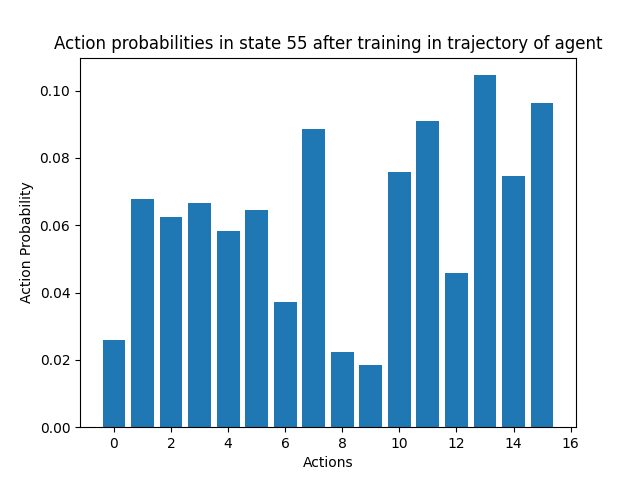 Action probabilities in state 55 after training in trajectory of agent
0.10
0.08
0.06
0.04
0.02
0.00
Action Probability
0 2 4 6 8 10 12 14 16
Actions